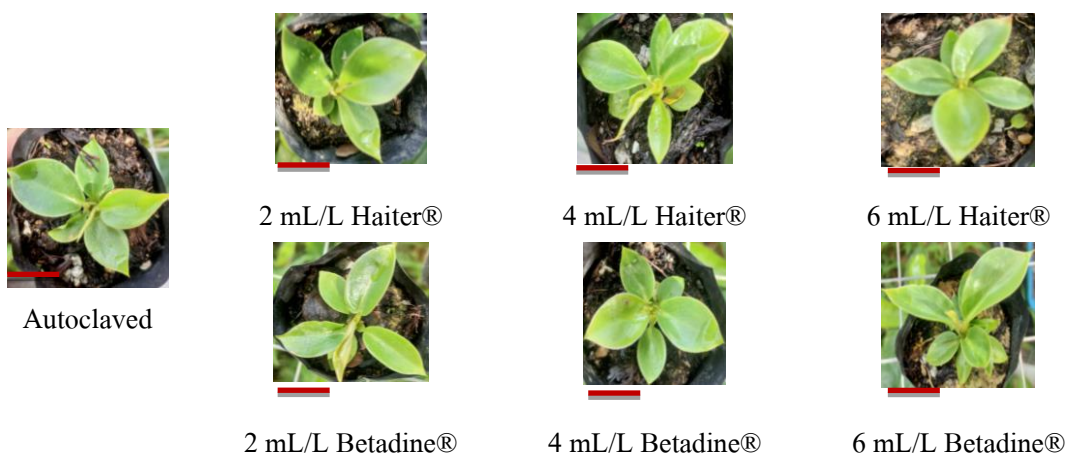 2 mL/L Haiter®
4 mL/L Haiter®
6 mL/L Haiter®
Autoclaved
2 mL/L Betadine®
4 mL/L Betadine®
6 mL/L Betadine®